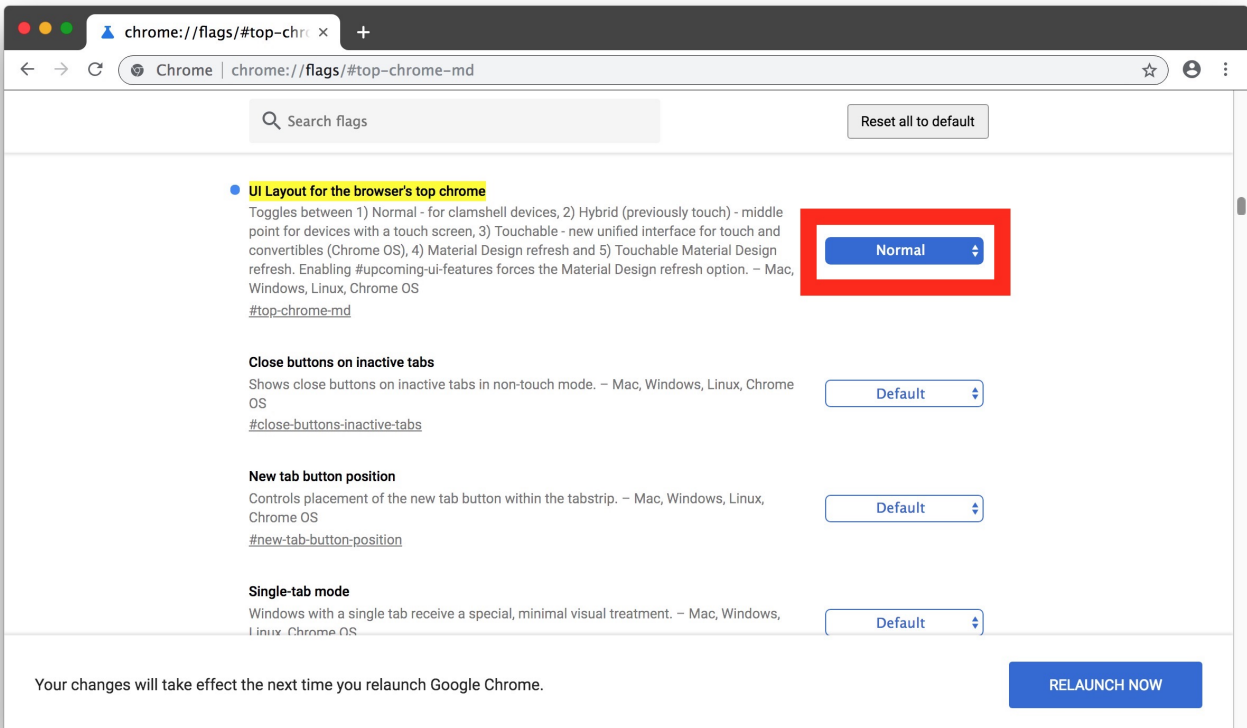 chrome://flags/#top-chr
Chrome | chrome://flags/#top-chrome-md
Search flags
Reset all to default
UI Layout for the browser's top chrome
Toggles between 1) Normal - for clamshell devices, 2) Hybrid (previously touch) - middle
point for devices with a touch screen, 3) Touchable - new unified interface for touch and
convertibles (Chrome OS), 4) Material Design refresh and 5) Touchable Material Design
refresh. Enabling #upcoming-ui-features forces the Material Design refresh option. – Mac,
Windows, Linux, Chrome OS
#top-chrome-md
Normal
Close buttons on inactive tabs
Shows close buttons on inactive tabs in non-touch mode. – Mac, Windows, Linux, Chrome
OS
#close-buttons-inactive-tabs
Default
New tab button position
Controls placement of the new tab button within the tabstrip. – Mac, Windows, Linux,
Chrome OS
#new-tab-button-position
Default
Single-tab mode
Windows with a single tab receive a special, minimal visual treatment. – Mac, Windows,
Linux, Chrome OS
Default
Your changes will take effect the next time you relaunch Google Chrome.
RELAUNCH NOW